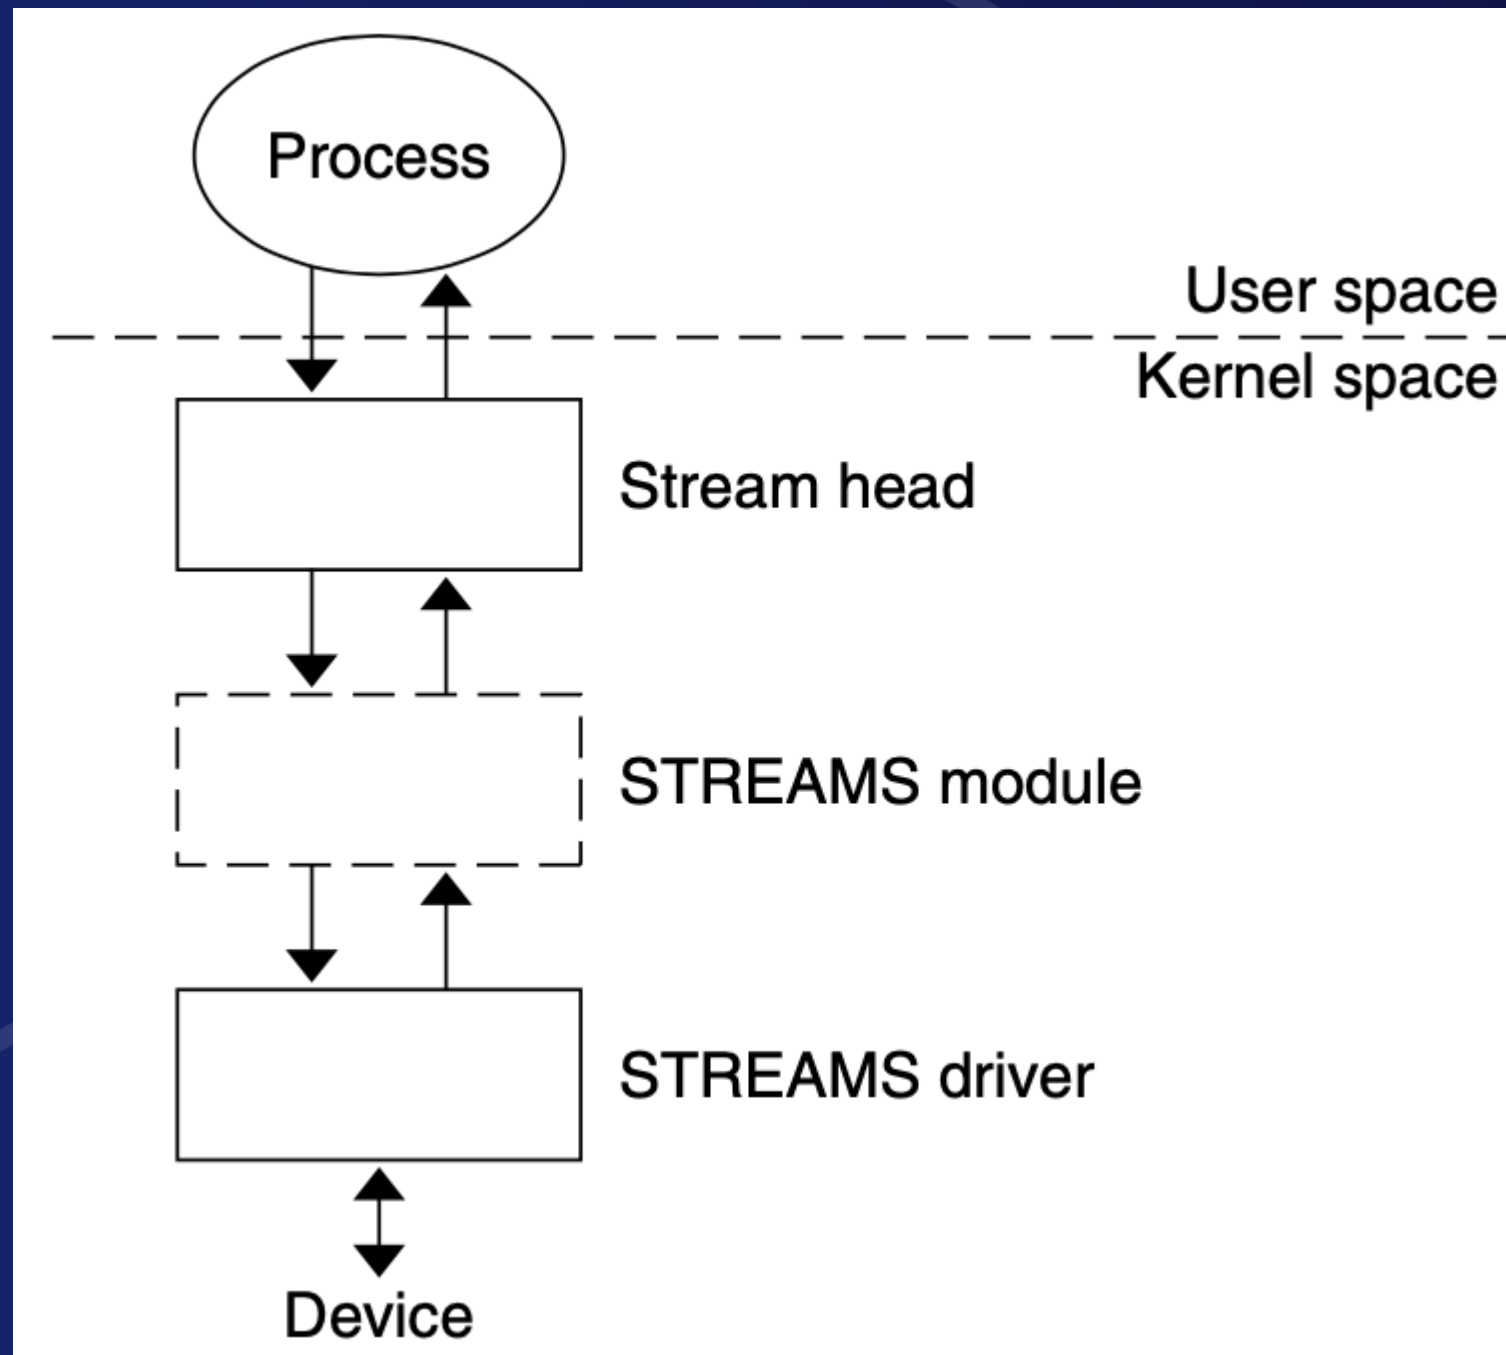 Process
User space
Kernel space
Stream head
STREAMS module
STREAMS driver
Device